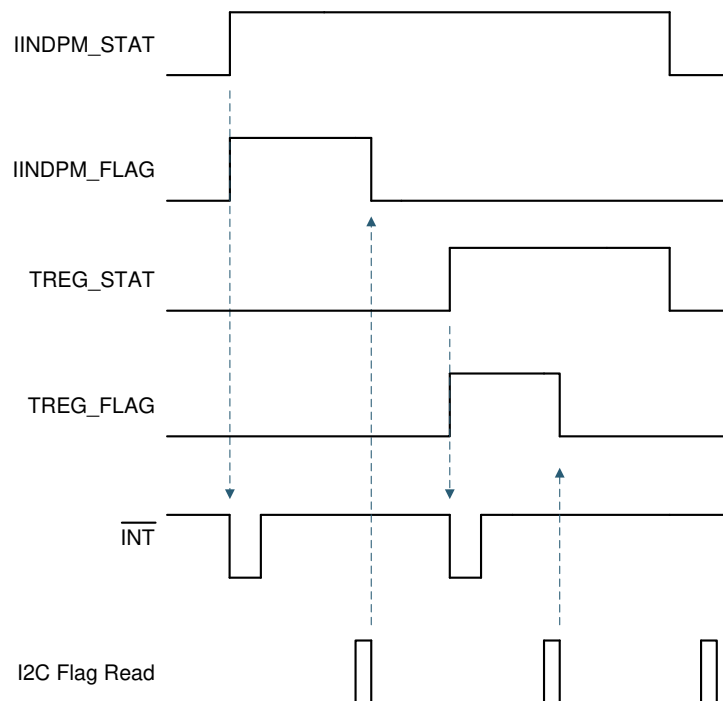 IINDPM_STAT
IINDPM_FLAG
TREG_STAT
TREG_FLAG
INT
I2C Flag Read